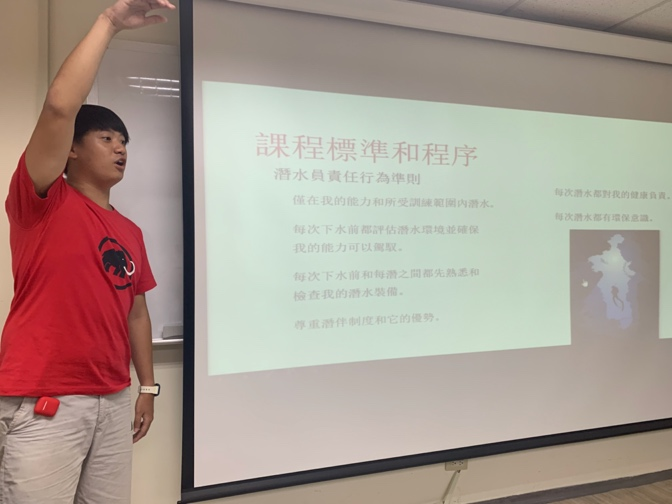 課程標準和程序
潛水員責任行為準則
僅在我的能力和所受訓練範圍內潛水。
每次下水前都評估潛水環境並確保
我的能力可以駕馭。
每次下水前和每潛之間都先熟悉和
檢查我的潛水裝備。
尊重潛伴制度和它的優勢。
每次潛水都對我的健康負責。
每次潛水都有環保意識。